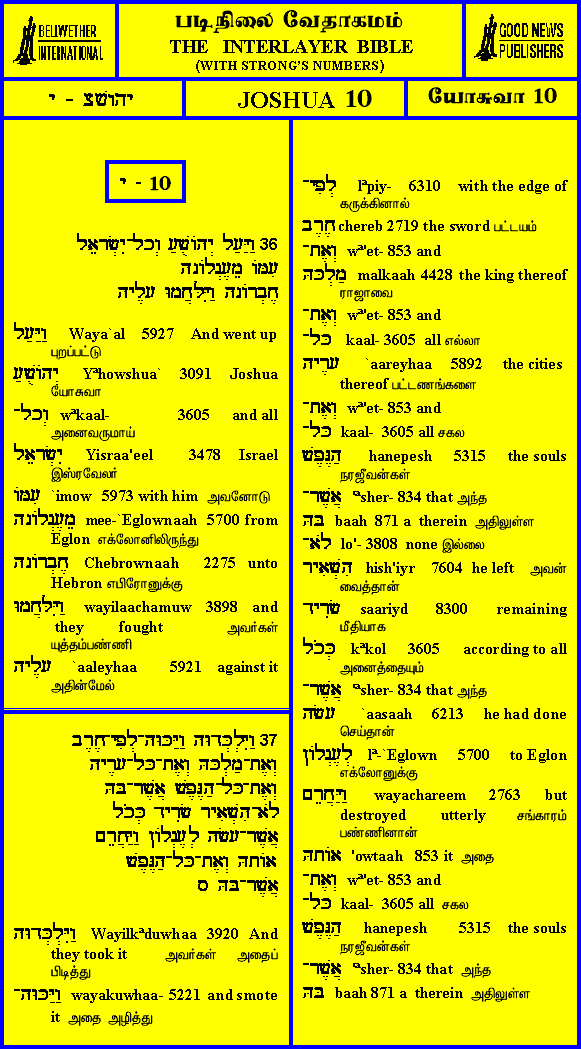 BELIWETHER
INTERNATIONAL
படிநிலை வேதாகமம்
THE INTERLAYER BIBLE
(WITH STRONG'S NUMBERS)
GOOD NEWS
PUBLISHERS
יהושצ - י
JOSHUA 10
யோசுவா 10
י - 10
36 וַיַּעַל יְהוֹשֻׁעַ וְכָל־יִשְׂרָאֵל
עִמּוֹ מֵעֶגְלוֹנָה
חֶבְרוֹנָה וַיִּלָּחֲמוּ עָלֶיהָ
וַיַּעַל Waya`al 5927 And went up
புறப்பட்டு
יְהוֹשֻׁעַ Yªhowshua` 3091 Joshua
யோசுவா
וְכָל־ wªkaal- 3605 and all
அனைவருமாய்
יִשְׂרָאֵל Yisraa'eel 3478 Israel
இஸ்ரவேலர்
עִמּוֹ `imow 5973 with him அவனோடு
מֵעֶגְלוֹנָה mee-`Eglownaah 5700 from
Eglon எக்லோனிலிருந்து
חֶבְרוֹנָה Chebrownaah 2275 unto
Hebron எபிரோனுக்கு
וַיִּלָּחֲמוּ wayilaachamuw 3898 and
they fought அவர்கள்
யுத்தம்பண்ணி
עָלֶיהָ `aaleyhaa 5921 against it
அதின்மேல்
37 וַיִּלְכְּדוּהָ וַיַּכּוּהָ־לְפִי־חֶרֶב
וְאֶת־מַלְכָּהּ וְאֶת־כָּל־עָרֶיהָ
וְאֶת־כָּל־הַנֶּפֶשׁ אֲשֶׁר־בָּהּ
לֹא־הִשְׁאִיר שָׂרִיד כְּכֹל
אֲשֶׁר־עָשָׂה לְעֶגְלוֹן וַיַּחֲרֵם
אוֹתָהּ וְאֶת־כָּל־הַנֶּפֶשׁ
אֲשֶׁר־בָּהּ ס
וַיִּלְכְּדוּהָ Wayilkªduwhaa 3920 And
they took it அவர்கள் அதைப்
பிடித்து
וַיַּכּוּהָ־ wayakuwhaa- 5221 and smote
it அதை அழித்து
לְפִי־ lªpiy- 6310 with the edge of
கருக்கினால்
חֶרֶב chereb 2719 the sword பட்டயம்
וְאֶת־ wª'et- 853 and
מַלְכָּהּ malkaah 4428 the king thereof
ராஜாவை
וְאֶת־ wª'et- 853 and
כָּל־ kaal- 3605 all எல்லா
עָרֶיהָ `aareyhaa 5892 the cities
thereof பட்டணங்களை
וְאֶת־ wª'et- 853 and
כָּל־ kaal- 3605 all சகல
הַנֶּפֶשׁ hanepesh 5315 the souls
நரஜீவன்கள்
אֲשֶׁר־ ªsher- 834 that அந்த
בָּהּ baah 871 a therein அதிலுள்ள
לֹא־ lo'- 3808 none இல்லை
הִשְׁאִיר hish'iyr 7604 he left அவன்
வைத்தான்
שָׂרִיד saariyd 8300 remaining
மீதியாக
כְּכֹל kªkol 3605 according to all
அனைத்தையும்
אֲשֶׁר־ ªsher- 834 that அந்த
עָשָׂה `aasaah 6213 he had done
செய்தான்
לְעֶגְלוֹן lª-`Eglown 5700 to Eglon
எக்லோனுக்கு
וַיַּחֲרֵם wayachareem 2763 but
destroyed utterly சங்காரம்
பண்ணினான்
אוֹתָהּ 'owtaah 853 it அதை
וְאֶת־ wª'et- 853 and
כָּל־ kaal- 3605 all சகல
הַנֶּפֶשׁ hanepesh 5315 the souls
நரஜீவன்கள்
אֲשֶׁר־ ªsher- 834 that அந்த
בָּהּ baah 871 a therein அதிலுள்ள